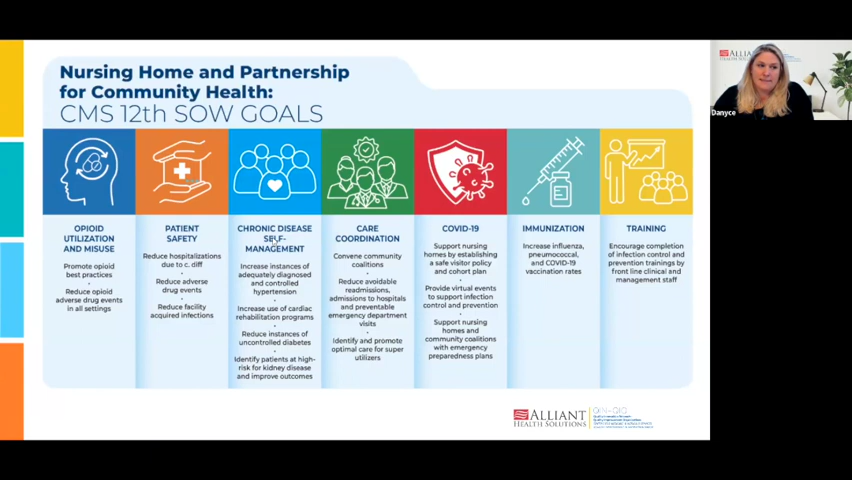 Nursing Home and Partnership
for Community Health:
CMS 12th SOW GOALS
OPIOID
UTILIZATION
AND MISUSE
Promote opioid
best practices
•
Reduce opioid
adverse drug events
in all settings
PATIENT
SAFETY
Reduce hospitalizations
due to c. diff
•
Reduce adverse
drug events
•
Reduce facility
acquired infections
CHRONIC DISEASE
SELF-
MANAGEMENT
Increase instances of
adequately diagnosed
and controlled
hypertension
•
Increase use of cardiac
rehabilitation programs
•
Reduce instances of
uncontrolled diabetes
•
Identify patients at high-
risk for kidney disease
and improve outcomes
CARE
COORDINATION
Convene community
coalitions
•
Reduce avoidable
readmissions,
admissions to hospitals
and preventable
emergency department
visits
•
Identify and promote
optimal care for super
utilizers
COVID-19
Support nursing
homes by establishing
a safe visitor policy
and cohort plan
•
Provide virtual events
to support infection
control and prevention
•
Support nursing
homes and
community coalitions
with emergency
preparedness plans
IMMUNIZATION
Increase influenza,
pneumococcal,
and COVID-19
vaccination rates
TRAINING
Encourage completion
of infection control and
prevention trainings by
front line clinical and
management staff
ALLIANT
HEALTH SOLUTIONS
QIN-QIO
Danyce